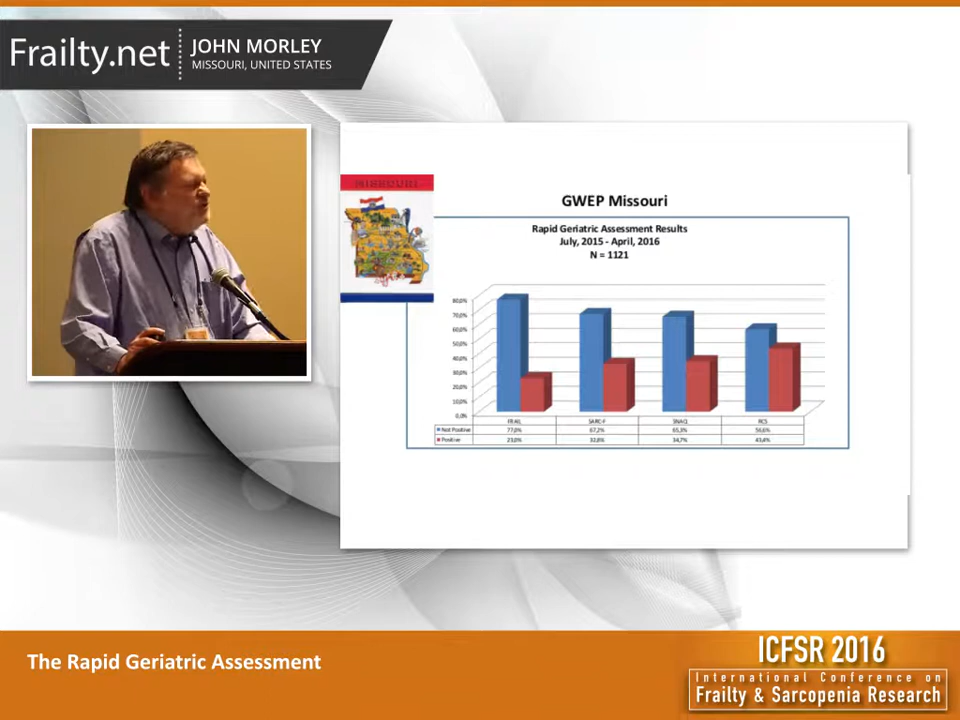 Frailty.net
JOHN MORLEY
MISSOURI, UNITED STATES
GWEP Missouri
Rapid Geriatric Assessment Results
July, 2015 - April, 2016
N = 1121
80,0%
70,0%
60,0%
50,0%
40,0%
30,0%
20,0%
10,0%
0,0%
FRAIL SARC-F SNAQ RCS
Not Positive 77,0% 67,2% 65,3% 56,6%
Positive 23,0% 32,8% 34,7% 43,4%
The Rapid Geriatric Assessment
ICFSR 2016
International Conference on
Frailty & Sarcopenia Research